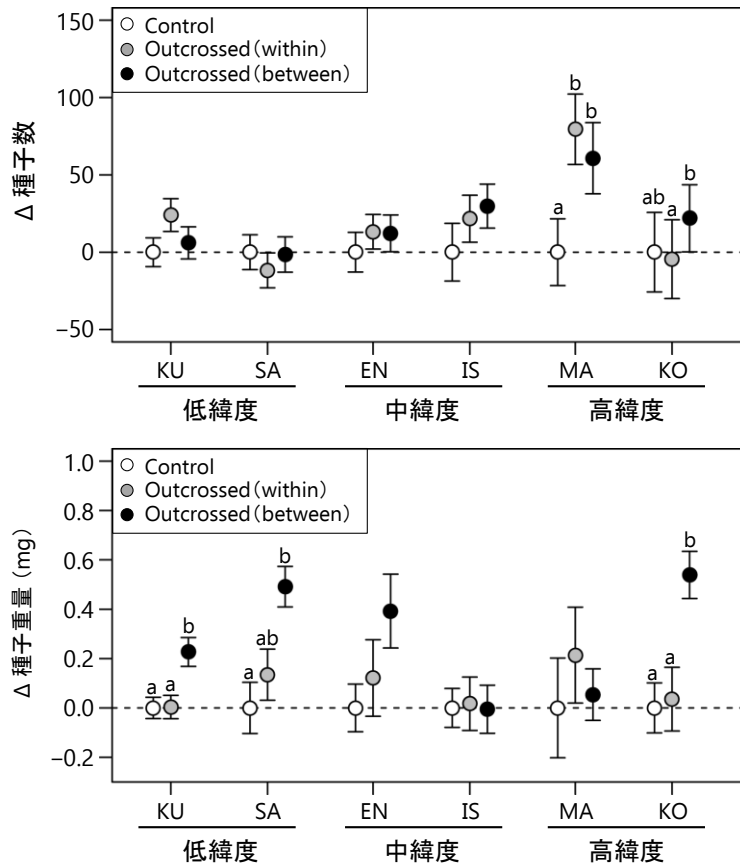 150
100
50
0
−50
Δ 種子数
Control
Outcrossed（within）
Outcrossed（between）
a b b ab a b
KU SA EN IS MA KO
低緯度 中緯度 高緯度
1.0
0.8
0.6
0.4
0.2
0.0
−0.2
Δ 種子重量（mg）
Control
Outcrossed（within）
Outcrossed（between）
a a b a ab b a a b
KU SA EN IS MA KO
低緯度 中緯度 高緯度